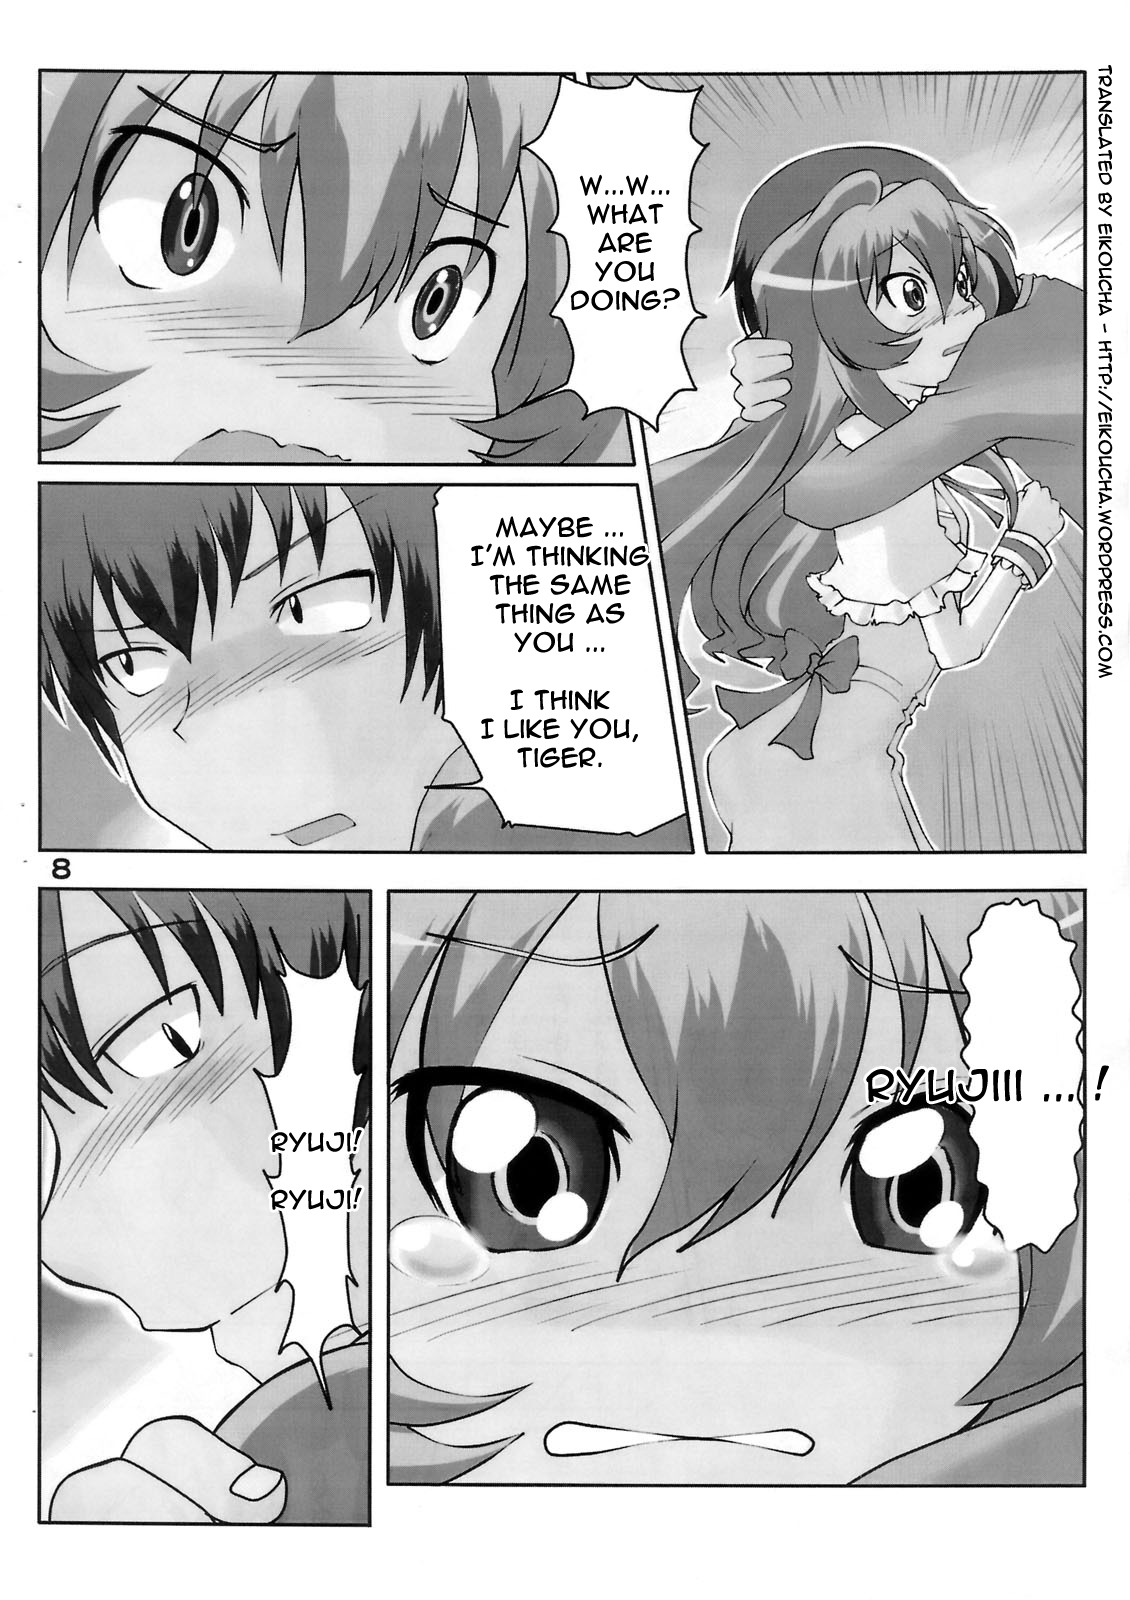 TRANSLATED BY EIKOUCHA - HTTP://EIKOUCHA.WORDPRESS.COM
W...W...
WHAT
ARE
YOU
DOING?
MAYBE ...
I'M THINKING
THE SAME
THING AS
YOU ...
I THINK
I LIKE YOU,
TIGER.
8
RYUJIII ... !
RYUJI!
RYUJI!